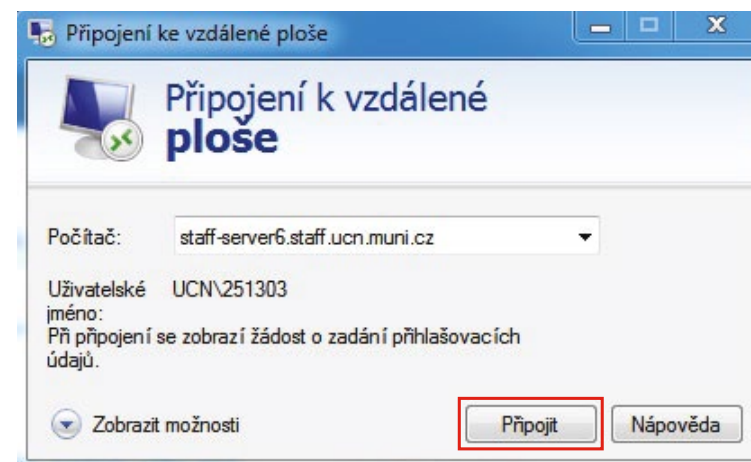 Připojení ke vzdálené ploše
Připojení k vzdálené
ploše
Počítač: staff-server6.staff.ucn.muni.cz
Uživatelské UCN\251303
jméno:
Při připojení se zobrazí žádost o zadání přihlašovacích
údajů.
Zobrazit možnosti Připojit Nápověda